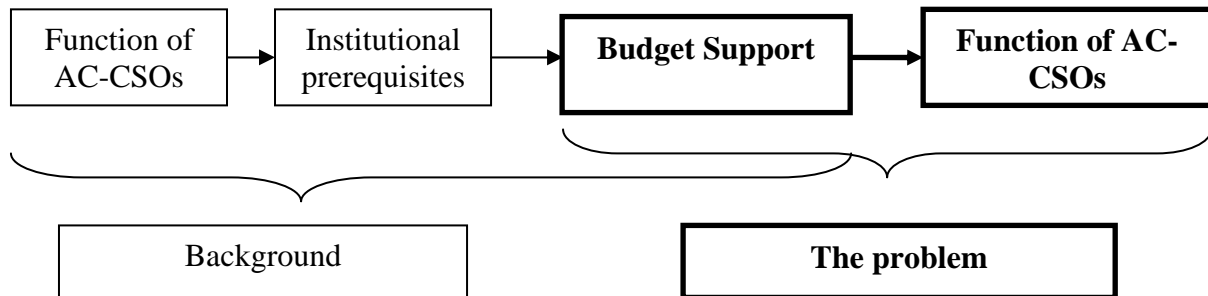 Function of
AC-CSOs
Institutional
prerequisites
Budget Support
Function of AC-
CSOs
Background
The problem